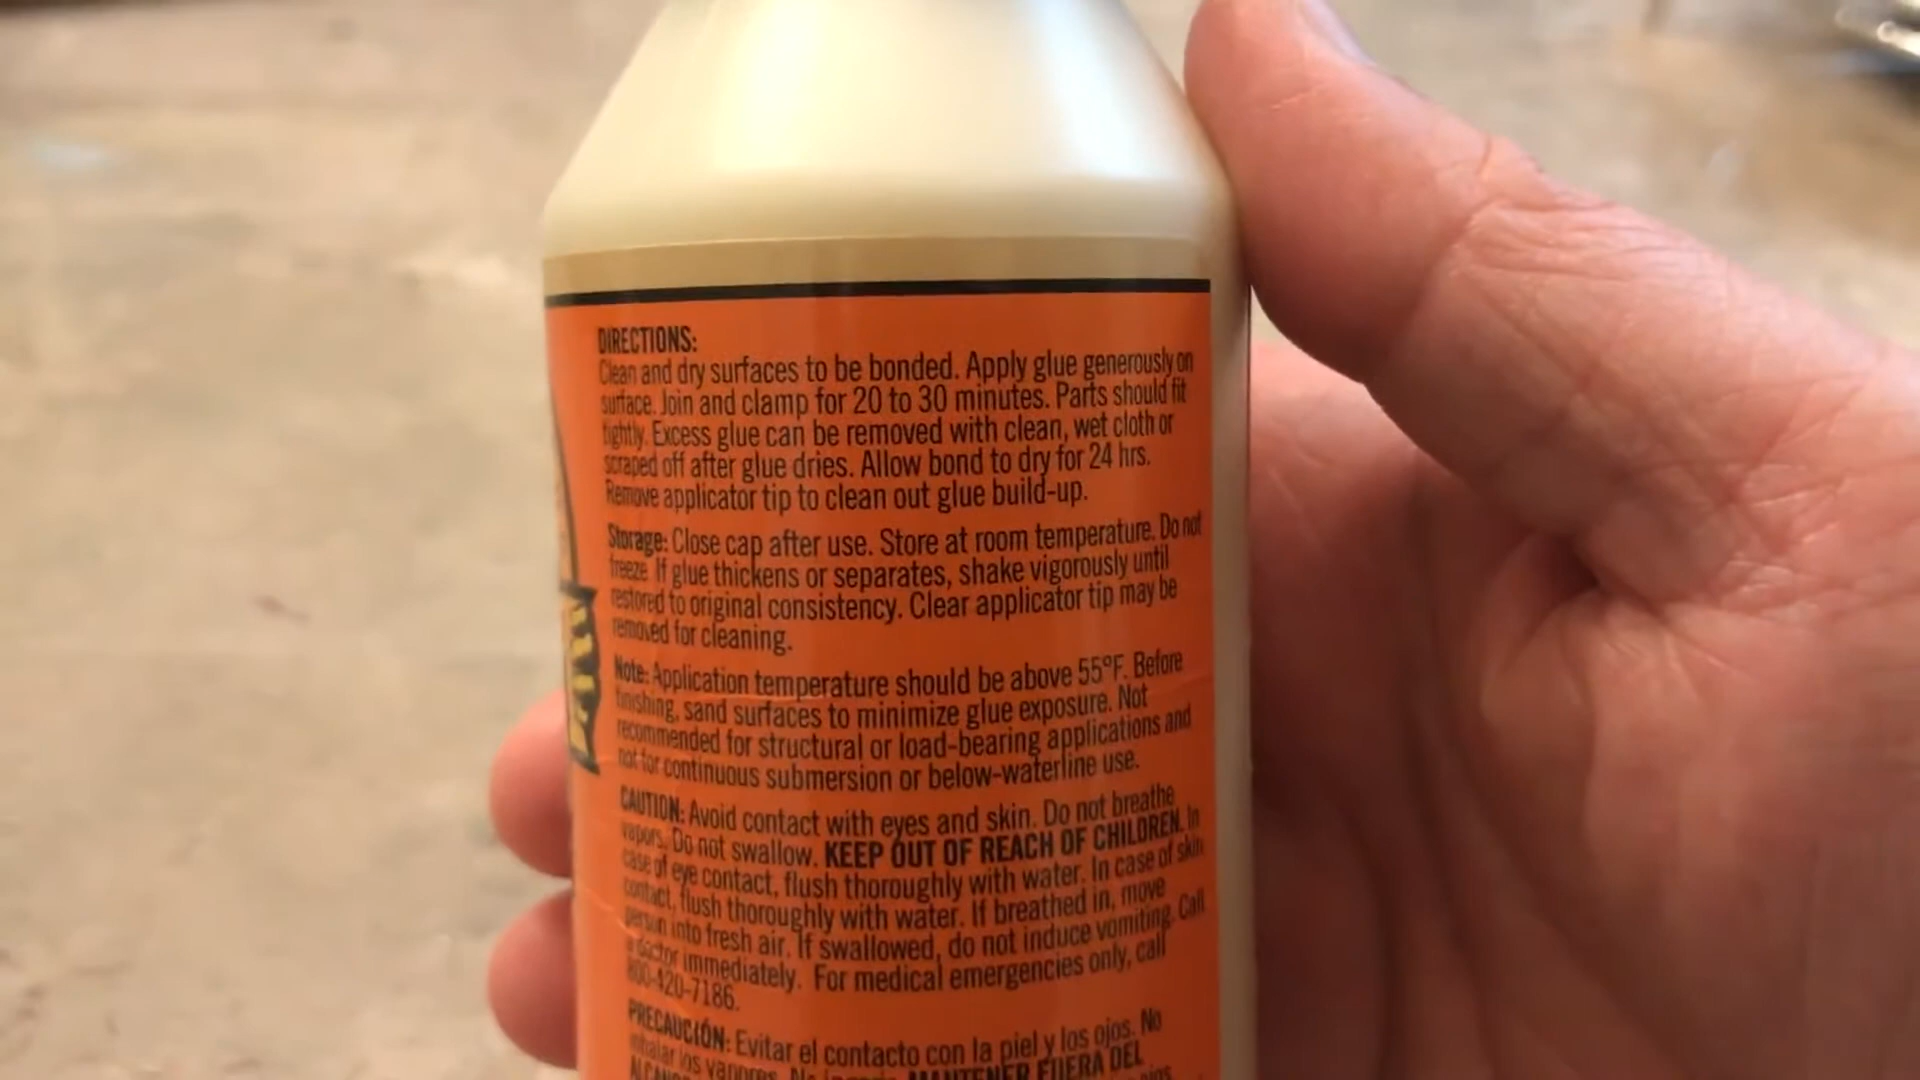 DIRECTIONS:
Clean and dry surfaces to be bonded. Apply glue generously on
surface. Join and clamp for 20 to 30 minutes. Parts should fit
tightly. Excess glue can be removed with clean, wet cloth or
scraped off after glue dries. Allow bond to dry for 24 hrs.
Remove applicator tip to clean out glue build-up.
Storage: Close cap after use. Store at room temperature. Do not
freeze. If glue thickens or separates, shake vigorously until
restored to original consistency. Clear applicator tip may be
removed for cleaning.
Note: Application temperature should be above 55°F. Before
finishing, sand surfaces to minimize glue exposure. Not
recommended for structural or load-bearing applications and
not for continuous submersion or below-waterline use.
CAUTION: Avoid contact with eyes and skin. Do not breathe
vapors. Do not swallow. KEEP OUT OF REACH OF CHILDREN. In
case of eye contact, flush thoroughly with water. In case of skin
contact, flush thoroughly with water. If breathed in, move
person into fresh air. If swallowed, do not induce vomiting. Call
a doctor immediately. For medical emergencies only, call
800-420-7186.
PRECAUCIÓN: Evitar el contacto con la piel y los ojos. No
inhalar los vapores. No MANTENER FUERA DEL